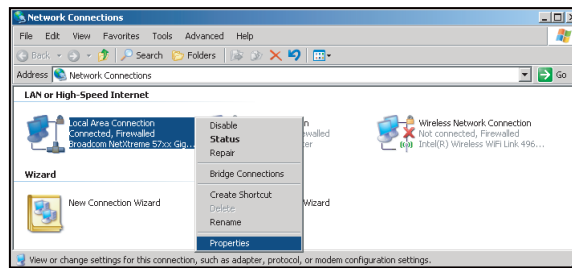 Network Connections
File Edit View Favorites Tools Advanced Help
Back Search Folders
Address Network Connections Go
LAN or High-Speed Internet
Local Area Connection
Connected, Firewalled
Broadcom NetXtreme 57xx Gig...
Disable
Status
Repair
Bridge Connections
Create Shortcut
Delete
Rename
Properties
Wireless Network Connection
Not connected, Firewalled
Intel(R) Wireless WiFi Link 496...
Wizard
New Connection Wizard
Wizard
View or change settings for this connection, such as adapter, protocol, or modem configuration settings.